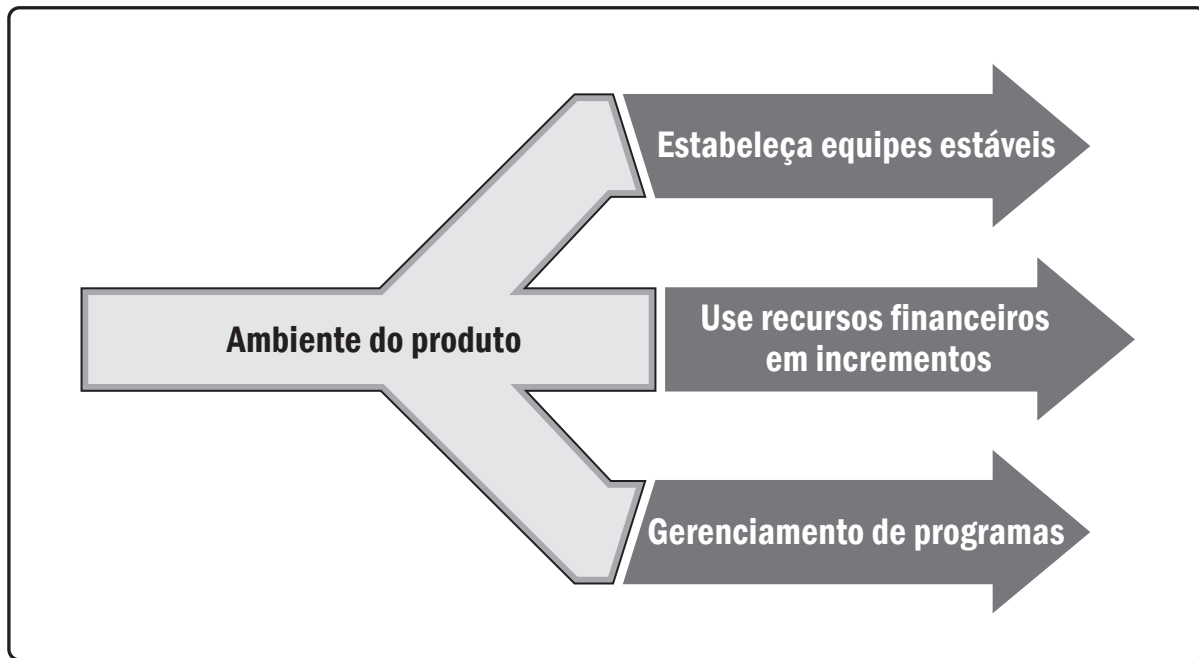 Estabeleça equipes estáveis
Ambiente do produto
Use recursos financeiros
em incrementos
Gerenciamento de programas